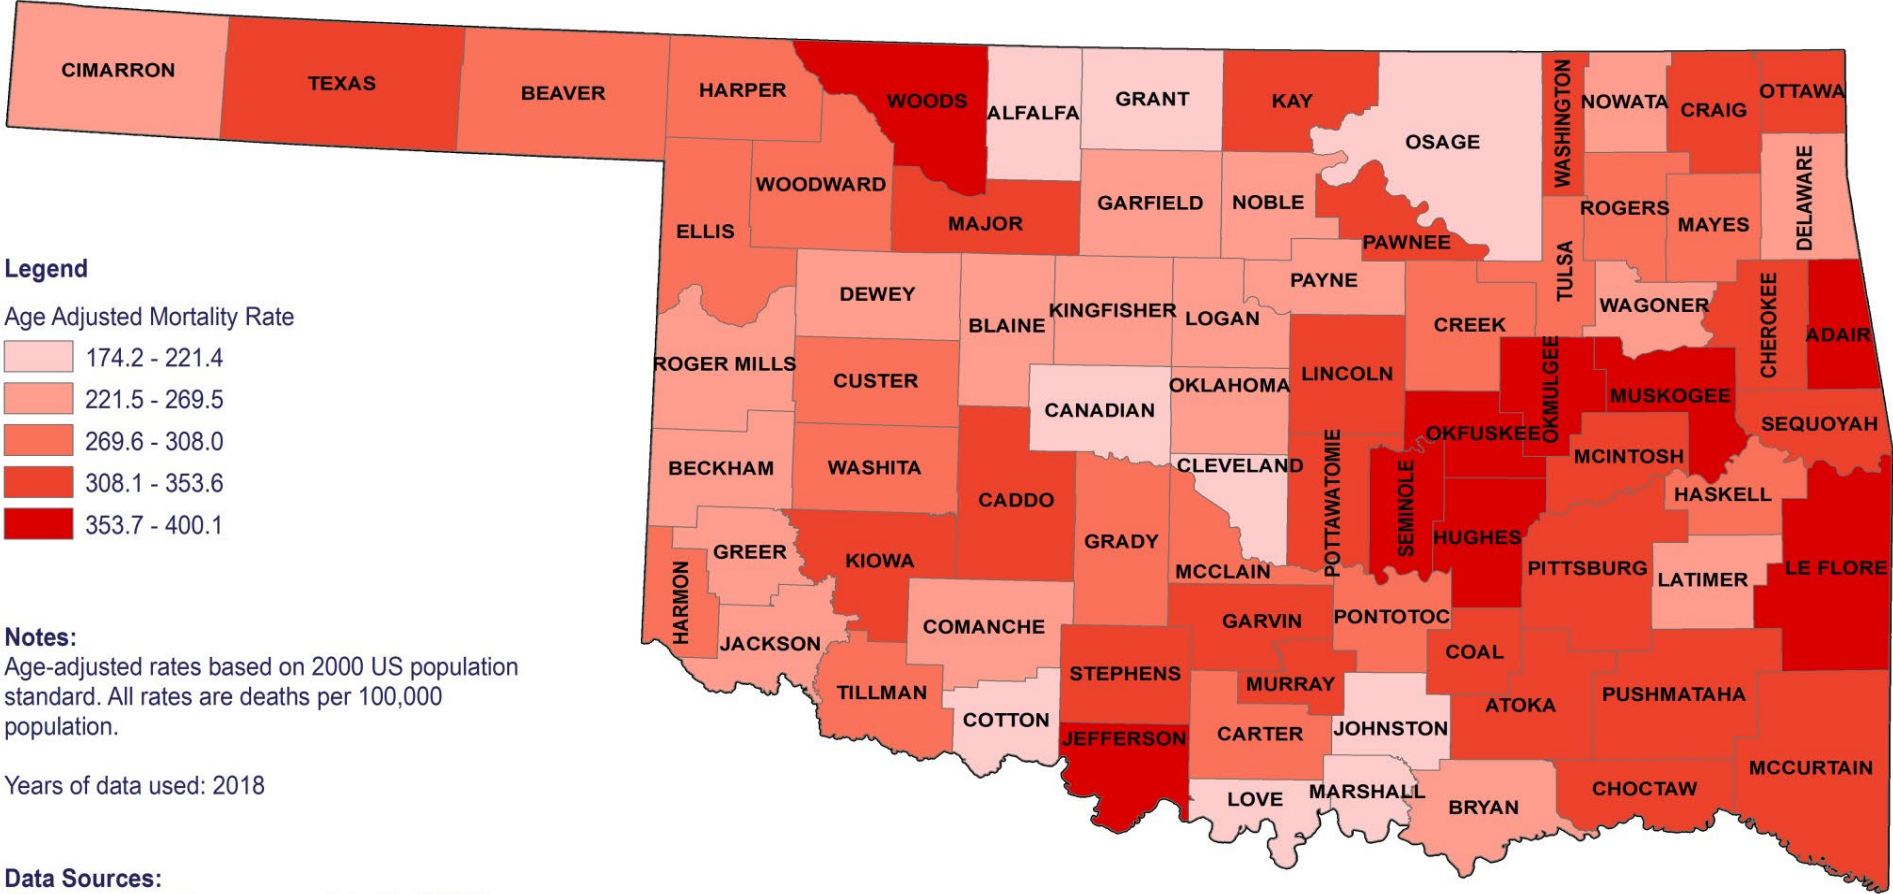 CIMARRON
TEXAS
BEAVER
HARPER
WOODS
ALFALFA
GRANT
KAY
OSAGE
WASHINGTON
NOWATA
CRAIG
OTTAWA
WOODWARD
ELLIS
MAJOR
GARFIELD
NOBLE
PAWNEE
ROGERS
MAYES
DELAWARE
TULSA
DEWEY
BLAINE
KINGFISHER
LOGAN
PAYNE
CREEK
WAGONER
CHEROKEE
ADAIR
ROGER MILLS
CUSTER
CANADIAN
OKLAHOMA
LINCOLN
OKMULGEE
MUSKOGEE
SEQUOYAH
BECKHAM
WASHITA
CADDO
CLEVELAND
POTTAWATOMIE
SEMINOLE
OKFUSKEE
MCINTOSH
HASKELL
GREER
KIOWA
GRADY
MCCLAIN
HUGHES
PITTSBURG
LATIMER
LE FLORE
HARMON
JACKSON
COMANCHE
GARVIN
PONTOTOC
COAL
TILLMAN
STEPHENS
MURRAY
ATOKA
PUSHMATAHA
COTTON
JEFFERSON
CARTER
JOHNSTON
LOVE
MARSHALL
BRYAN
CHOCTAW
MCCURTAIN
Legend
Age Adjusted Mortality Rate
174.2 - 221.4
221.5 - 269.5
269.6 - 308.0
308.1 - 353.6
353.7 - 400.1
Notes:
Age-adjusted rates based on 2000 US population
standard. All rates are deaths per 100,000
population.
Years of data used: 2018
Data Sources: